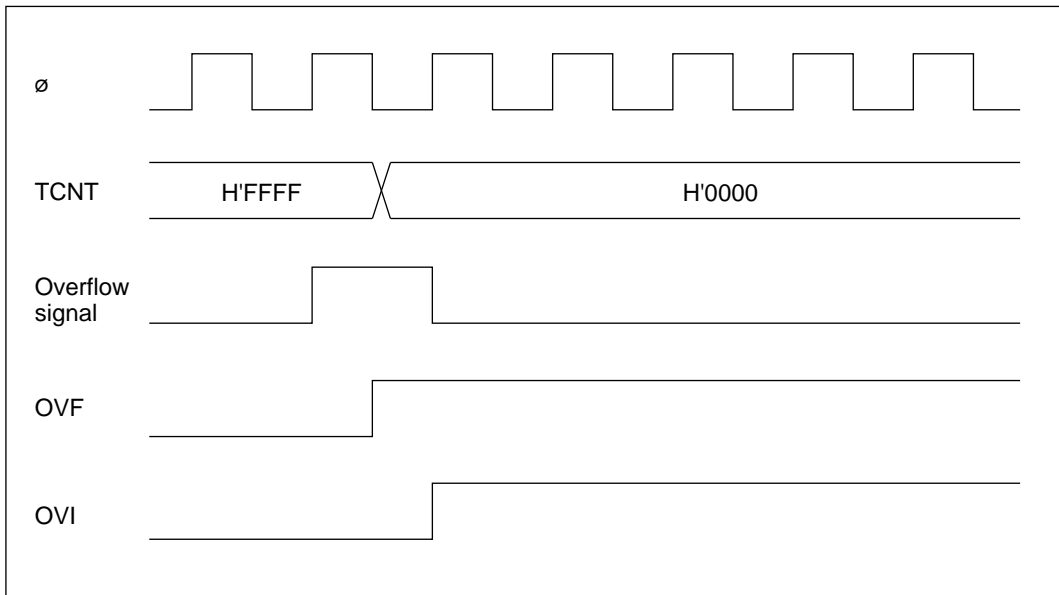 ø
TCNT
H'FFFF
H'0000
Overflow
signal
OVF
OVI